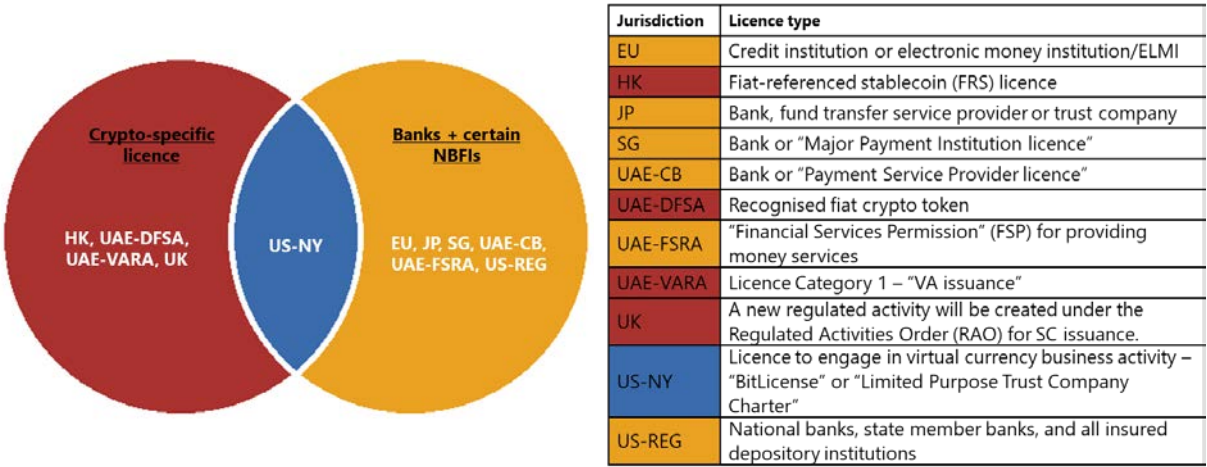 Crypto-specific
licence
HK, UAE-DFSA,
UAE-VARA, UK
US-NY
Banks + certain
NBFIs
EU, JP, SG, UAE-CB,
UAE-FSRA, US-REG
Jurisdiction Licence type
EU Credit institution or electronic money institution/ELMI
HK Fiat-referenced stablecoin (FRS) licence
JP Bank, fund transfer service provider or trust company
SG Bank or “Major Payment Institution licence”
UAE-CB Bank or “Payment Service Provider licence”
UAE-DFSA Recognised fiat crypto token
UAE-FSRA “Financial Services Permission” (FSP) for providing
money services
UAE-VARA Licence Category 1 – “VA issuance”
UK A new regulated activity will be created under the
Regulated Activities Order (RAO) for SC issuance.
US-NY Licence to engage in virtual currency business activity –
“BitLicense” or “Limited Purpose Trust Company
Charter”
US-REG National banks, state member banks, and all insured
depository institutions